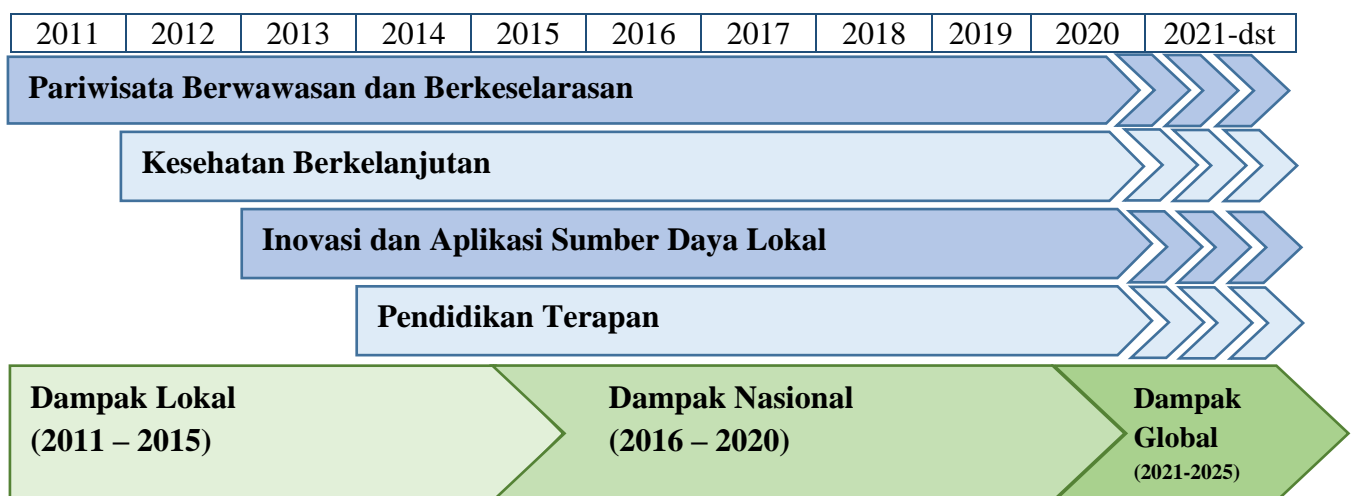 2011 2012 2013 2014 2015 2016 2017 2018 2019 2020 2021-dst
Pariwisata Berwawasan dan Berkeselarasan
Kesehatan Berkelanjutan
Inovasi dan Aplikasi Sumber Daya Lokal
Pendidikan Terapan
Dampak Lokal
(2011 – 2015)
Dampak Nasional
(2016 – 2020)
Dampak
Global
(2021-2025)